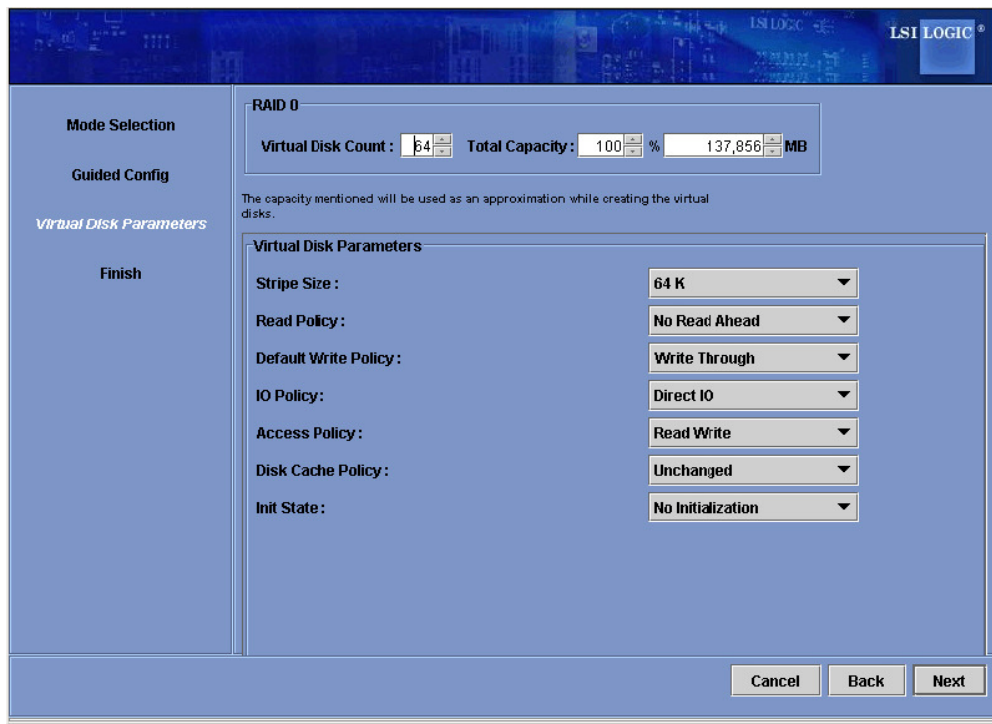 LSI LOGIC
LSI LOGIC ®
Mode Selection
Guided Config
Virtual Disk Parameters
Finish
RAID 0
Virtual Disk Count : 64 Total Capacity : 100 % 137,856 MB
The capacity mentioned will be used as an approximation while creating the virtual
disks.
Virtual Disk Parameters
Stripe Size : 64 K
Read Policy : No Read Ahead
Default Write Policy : Write Through
IO Policy : Direct IO
Access Policy : Read Write
Disk Cache Policy : Unchanged
Init State : No Initialization
Cancel Back Next